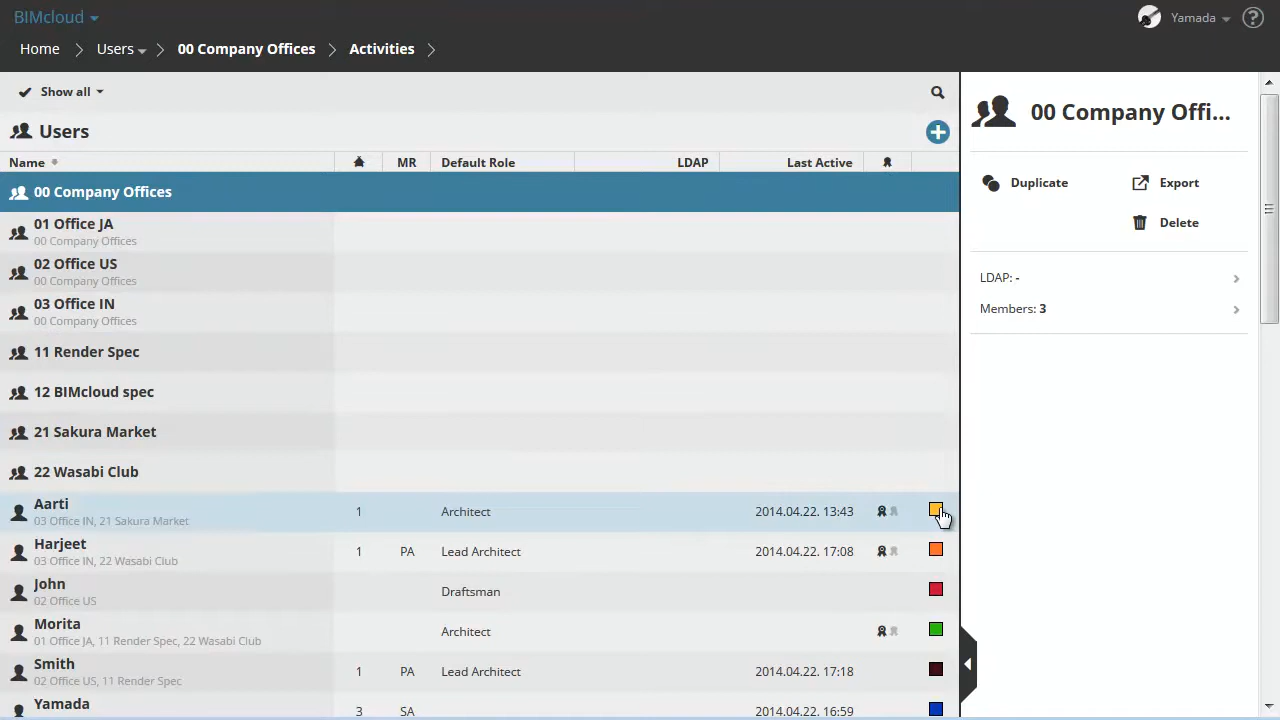 BIMcloud
Yamada
Home Users 00 Company Offices Activities
Show all
Users
Name MR Default Role LDAP Last Active
00 Company Offices
01 Office JA
00 Company Offices
02 Office US
00 Company Offices
03 Office IN
00 Company Offices
11 Render Spec
12 BIMcloud spec
21 Sakura Market
22 Wasabi Club
Aarti
03 Office IN, 21 Sakura Market
1 Architect 2014.04.22. 13:43
Harjeet
03 Office IN, 22 Wasabi Club
1 PA Lead Architect 2014.04.22. 17:08
John
02 Office US
Draftsman
Morita
01 Office JA, 11 Render Spec, 22 Wasabi Club
Architect
Smith
02 Office US, 11 Render Spec
1 PA Lead Architect 2014.04.22. 17:18
Yamada
3 SA 2014.04.22. 16:59
00 Company Offi...
Duplicate Export
Delete
LDAP: -
Members: 3